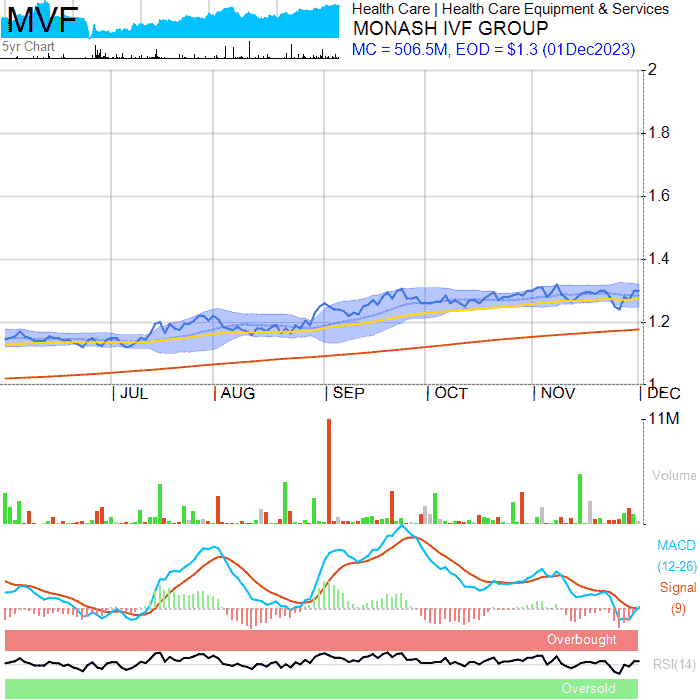 MVF
5yr Chart
Health Care | Health Care Equipment & Services
MONASH IVF GROUP
MC = 506.5M, EOD = $1.3 (01Dec2023)
2
1.8
1.6
1.4
1.2
1
| JUL
| AUG
| SEP
| OCT
| NOV
| DEC
11M
Volume
MACD
(12-26)
Signal
(9)
Overbought
RSI(14)
Oversold